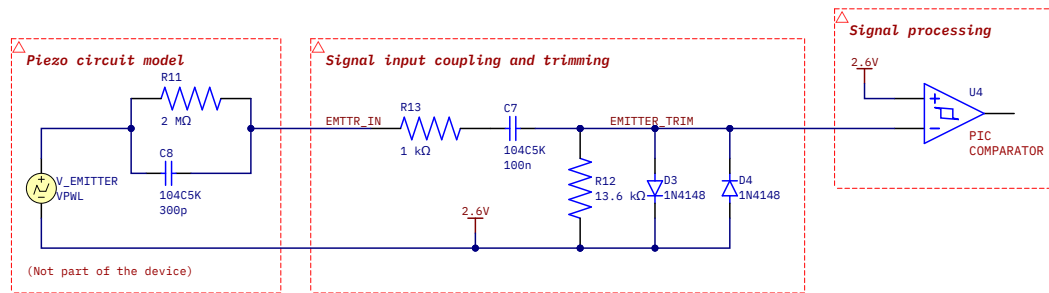 Piezo circuit model
R11
2 MΩ
C8
104C5K
300p
V_EMITTER
VPWL
(Not part of the device)
Signal input coupling and trimming
EMTTR_IN
R13
1 kΩ
C7
104C5K
100n
EMITTER_TRIM
R12
13.6 kΩ
D3
1N4148
D4
1N4148
2.6V
Signal processing
2.6V
U4
PIC
COMPARATOR